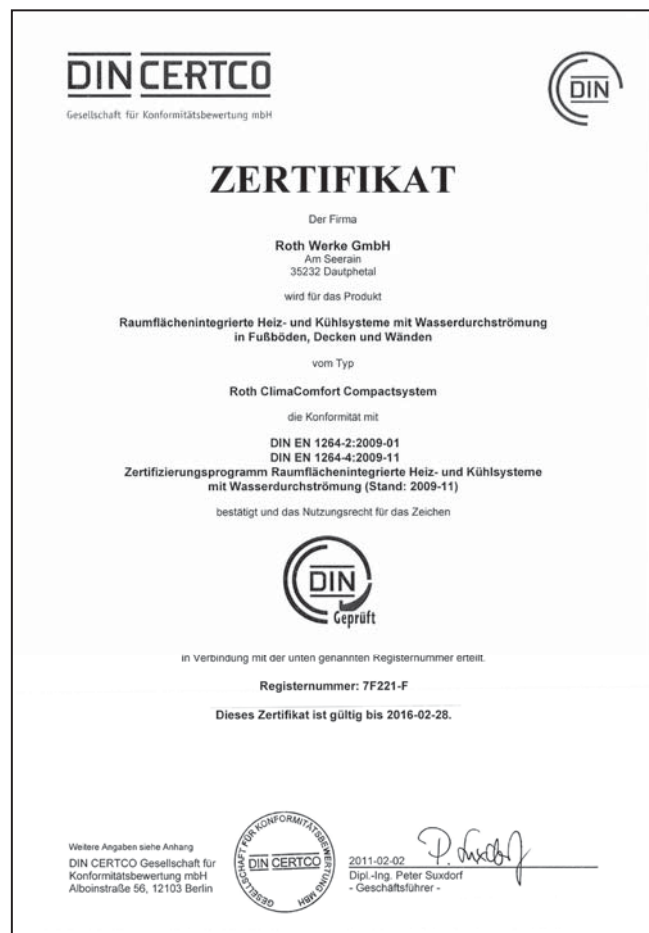 DIN CERTCO
Gesellschaft für Konformitätsbewertung mbH
DIN
ZERTIFIKAT
Der Firma
Roth Werke GmbH
Am Seerain
35232 Dautphetal
wird für das Produkt
Raumflächenintegrierte Heiz- und Kühlsysteme mit Wasserdurchströmung
in Fußböden, Decken und Wänden
vom Typ
Roth ClimaComfort Compactsystem
die Konformität mit
DIN EN 1264-2:2009-01
DIN EN 1264-4:2009-11
Zertifizierungsprogramm Raumflächenintegrierte Heiz- und Kühlsysteme
mit Wasserdurchströmung (Stand: 2009-11)
bestätigt und das Nutzungsrecht für das Zeichen
DIN
Geprüft
in Verbindung mit der unten genannten Registernummer erteilt.
Registernummer: 7F221-F
Dieses Zertifikat ist gültig bis 2016-02-28.
Weitere Angaben siehe Anhang
DIN CERTCO Gesellschaft für
Konformitätsbewertung mbH
Alboinstraße 56, 12103 Berlin
GESELLSCHAFT FÜR KONFORMITÄTSBEWERTUNG MBH
DIN CERTCO
2011-02-02
P. Suxdorf
Dipl.-Ing. Peter Suxdorf
- Geschäftsführer -